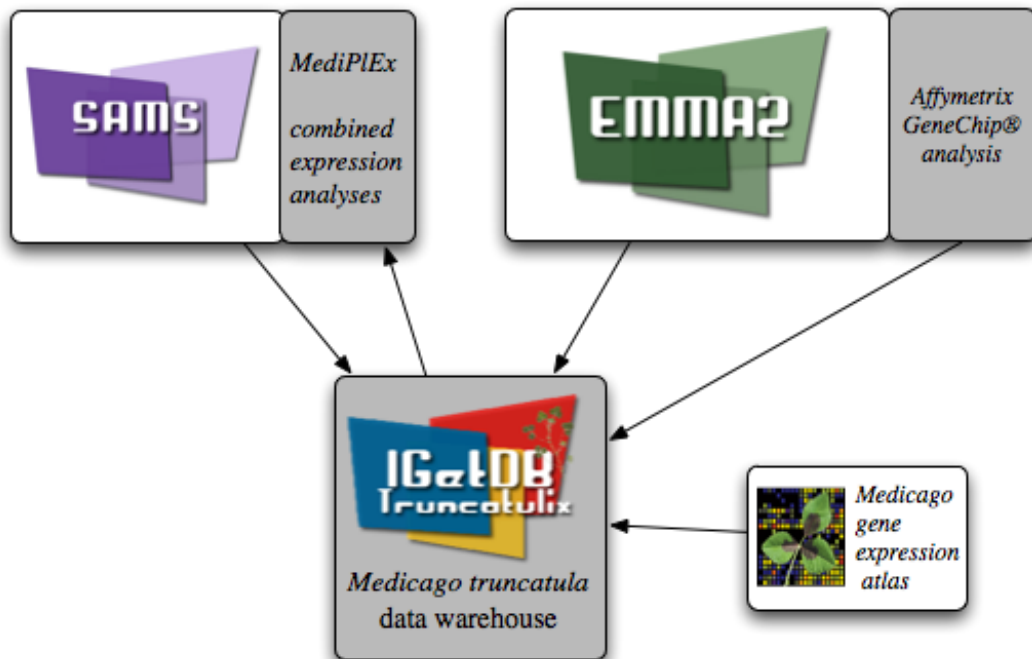 SAMS
MediPlEx
combined
expression
analyses
EMMA2
Affymetrix
GeneChip®
analysis
IGetDB
Truncatulix
Medicago truncatula
data warehouse
Medicago
gene
expression
atlas